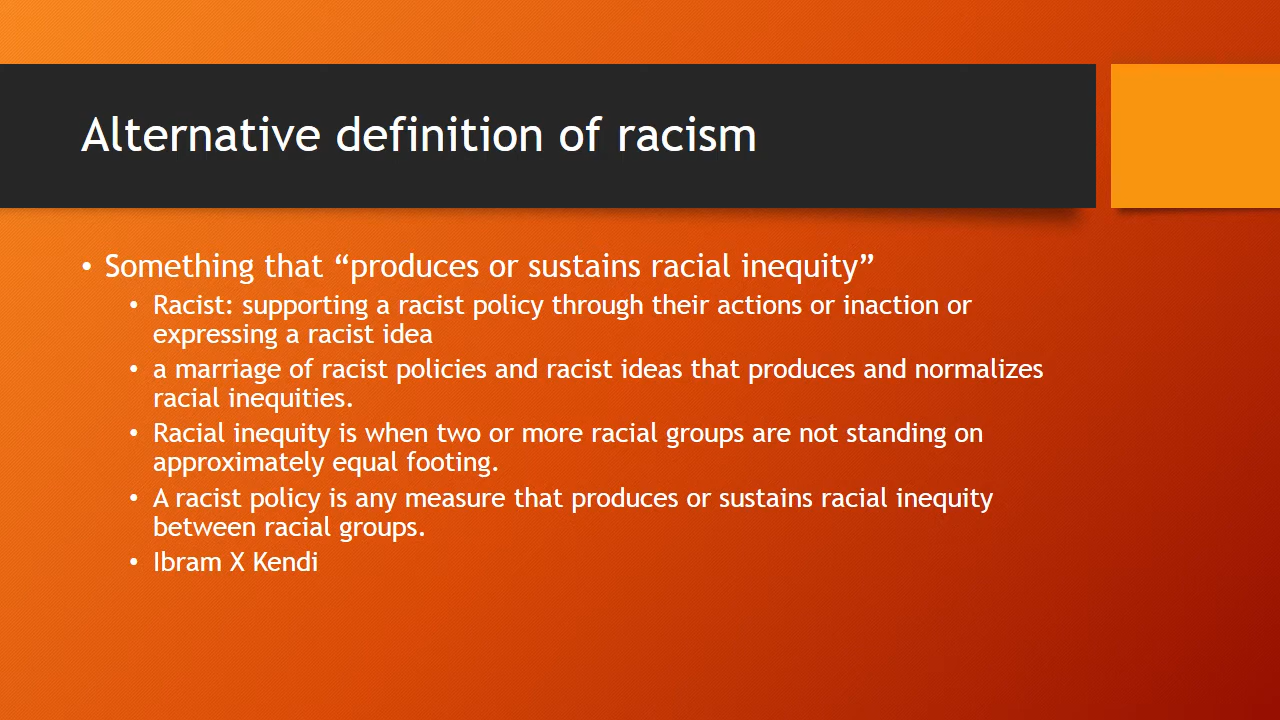 Alternative definition of racism
• Something that “produces or sustains racial inequity”
• Racist: supporting a racist policy through their actions or inaction or
expressing a racist idea
• a marriage of racist policies and racist ideas that produces and normalizes
racial inequities.
• Racial inequity is when two or more racial groups are not standing on
approximately equal footing.
• A racist policy is any measure that produces or sustains racial inequity
between racial groups.
• Ibram X Kendi